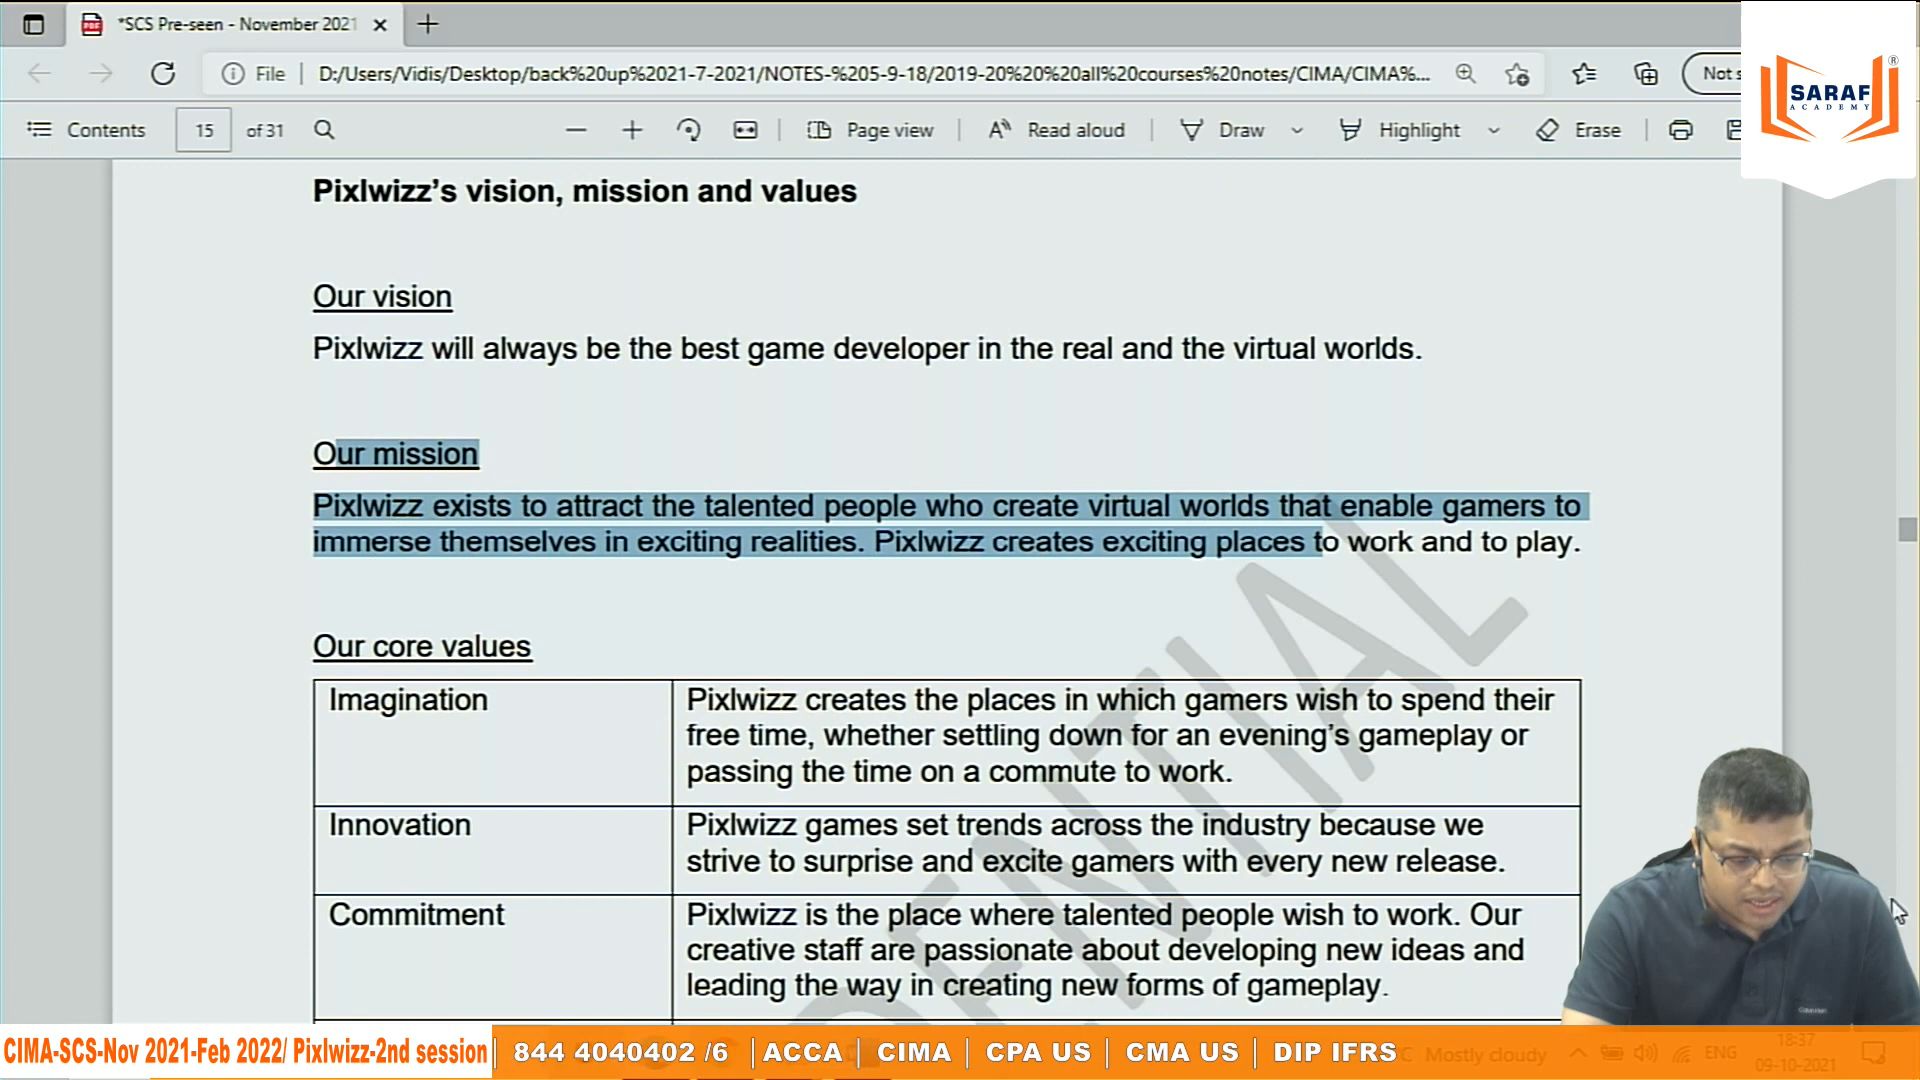 *SCS Pre-seen - November 2021
File
D:/Users/Vidis/Desktop/back%20up%2021-7-2021/NOTES-%205-9-18/2019-20%20%20all%20courses%20notes/CIMA/CIMA%...
Not s
SARAF
ACADEMY
Contents 15 of 31
Page view
Read aloud
Draw
Highlight
Erase
Pixlwizz’s vision, mission and values
Our vision
Pixlwizz will always be the best game developer in the real and the virtual worlds.
Our mission
Pixlwizz exists to attract the talented people who create virtual worlds that enable gamers to
immerse themselves in exciting realities. Pixlwizz creates exciting places to work and to play.
Our core values
Imagination
Pixlwizz creates the places in which gamers wish to spend their
free time, whether settling down for an evening’s gameplay or
passing the time on a commute to work.
Innovation
Pixlwizz games set trends across the industry because we
strive to surprise and excite gamers with every new release.
Commitment
Pixlwizz is the place where talented people wish to work. Our
creative staff are passionate about developing new ideas and
leading the way in creating new forms of gameplay.
DENTIAL
CIMA-SCS-Nov 2021-Feb 2022/ Pixlwizz-2nd session
844 4040402 /6 | ACCA | CIMA | CPA US | CMA US | DIP IFRS
Mostly cloudy
ENG
18:37
09-10-2021